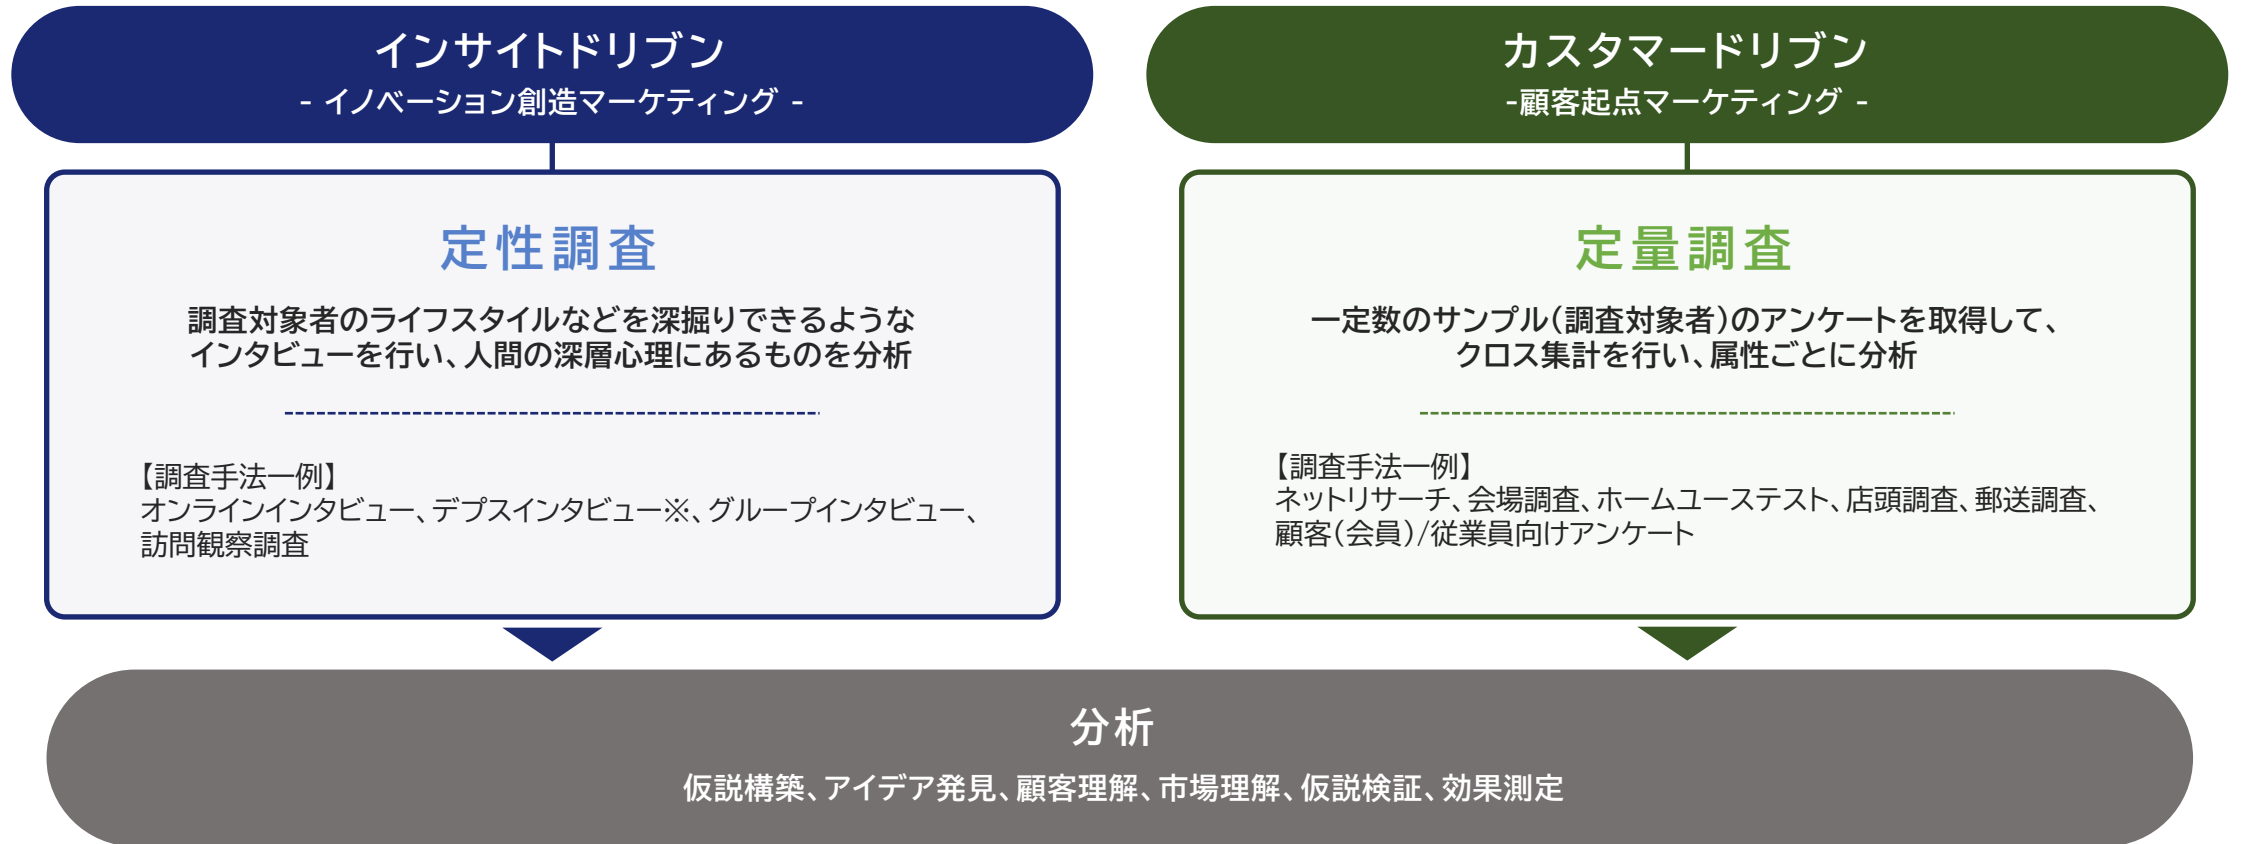 インサイトドリブン
- イノベーション創造マーケティング -
定性調査
調査対象者のライフスタイルなどを深掘りできるような
インタビューを行い、人間の深層心理にあるものを分析
【調査手法一例】
オンラインインタビュー、デプスインタビュー※、グループインタビュー、
訪問観察調査
カスタマードリブン
-顧客起点マーケティング -
定量調査
一定数のサンプル(調査対象者)のアンケートを取得して、
クロス集計を行い、属性ごとに分析
【調査手法一例】
ネットリサーチ、会場調査、ホームユーステスト、店頭調査、郵送調査、
顧客(会員)/従業員向けアンケート
分析
仮説構築、アイデア発見、顧客理解、市場理解、仮説検証、効果測定